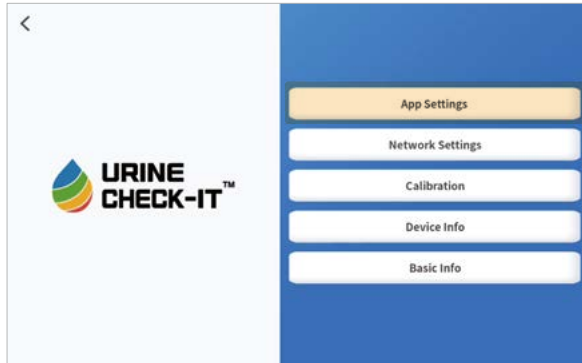 URINE
CHECK-IT™
App Settings
Network Settings
Calibration
Device Info
Basic Info